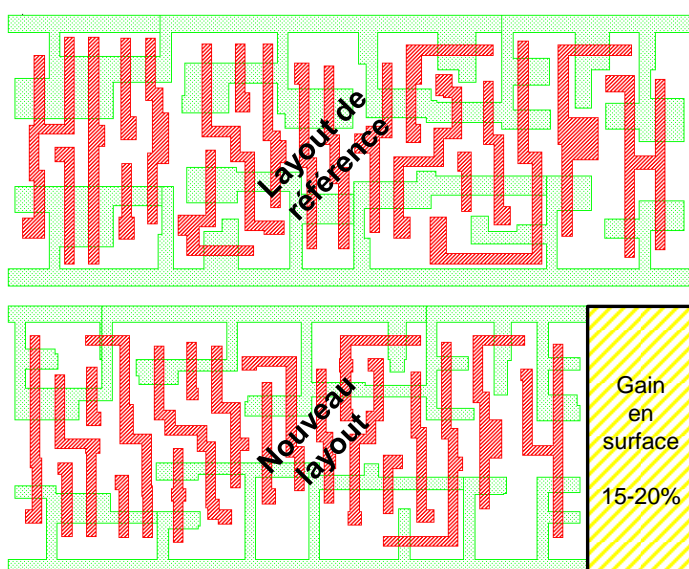 Layout de
référence
Nouveau
layout
Gain
en
surface
15-20%